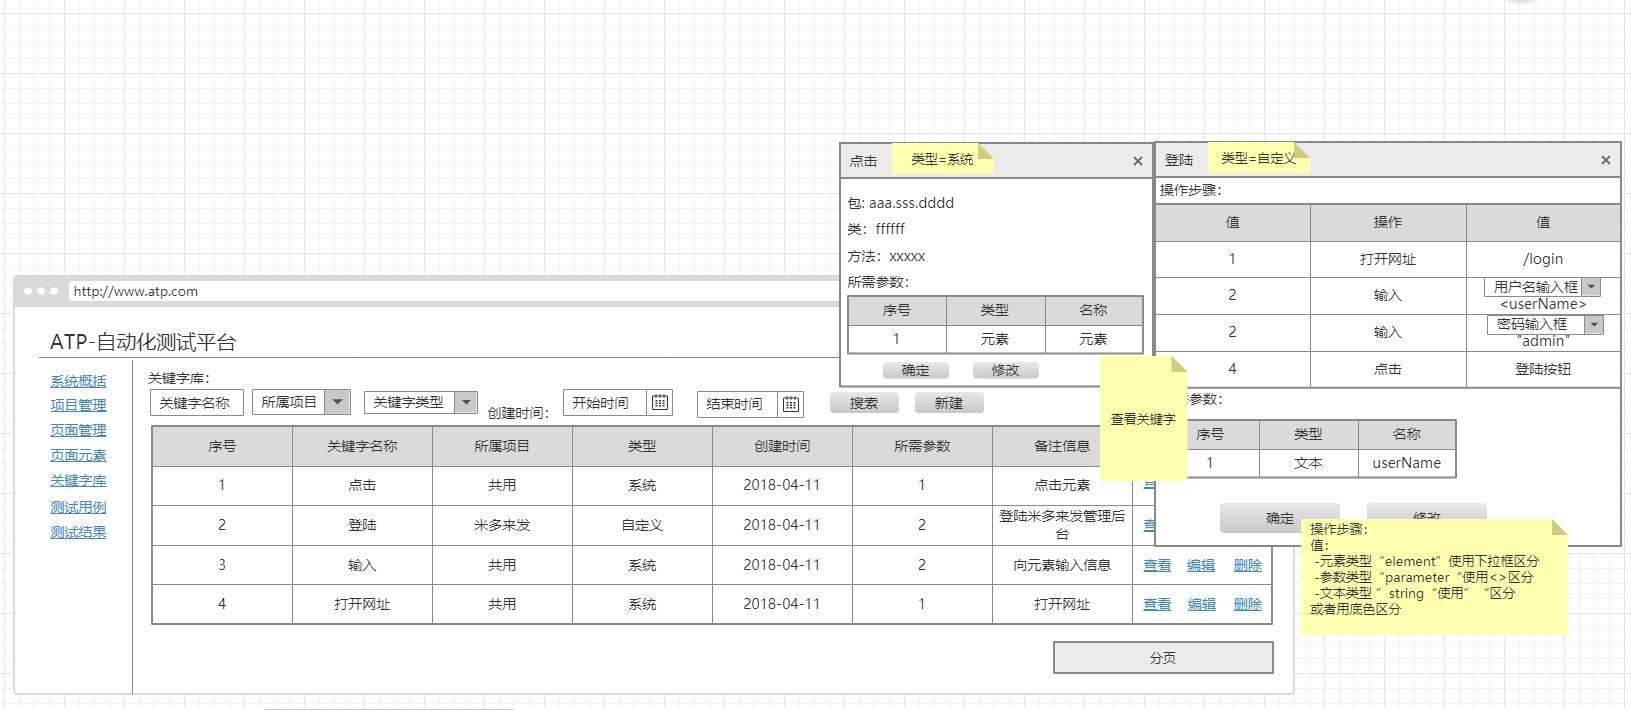 点击
类型=系统
×
包: aaa.sss.dddd
类：ffffff
方法：xxxxx
所需参数：
序号 类型 名称
1 元素 元素
确定 修改
登陆
类型=自定义
×
操作步骤：
值 操作 值
1 打开网址 /login
2 输入 用户名输入框
<userName>
2 输入 密码输入框
"admin"
4 点击 登陆按钮
参数：
序号 类型 名称
1 文本 userName
确定 修改
查看关键字
操作步骤：
值：
-元素类型“element”使用下拉框区分
-参数类型“parameter“使用<>区分
-文本类型 ”string“使用”“区分
或者用底色区分
http://www.atp.com
ATP-自动化测试平台
系统概括
项目管理
页面管理
页面元素
关键字库
测试用例
测试结果
关键字库：
关键字名称 所属项目 关键字类型 创建时间： 开始时间 结束时间 搜索 新建
序号 关键字名称 所属项目 类型 创建时间 所需参数 备注信息
1 点击 共用 系统 2018-04-11 1 点击元素
2 登陆 米多来发 自定义 2018-04-11 2 登陆米多来发管理后
台
3 输入 共用 系统 2018-04-11 2 向元素输入信息 查看 编辑 删除
4 打开网址 共用 系统 2018-04-11 1 打开网址 查看 编辑 删除
分页